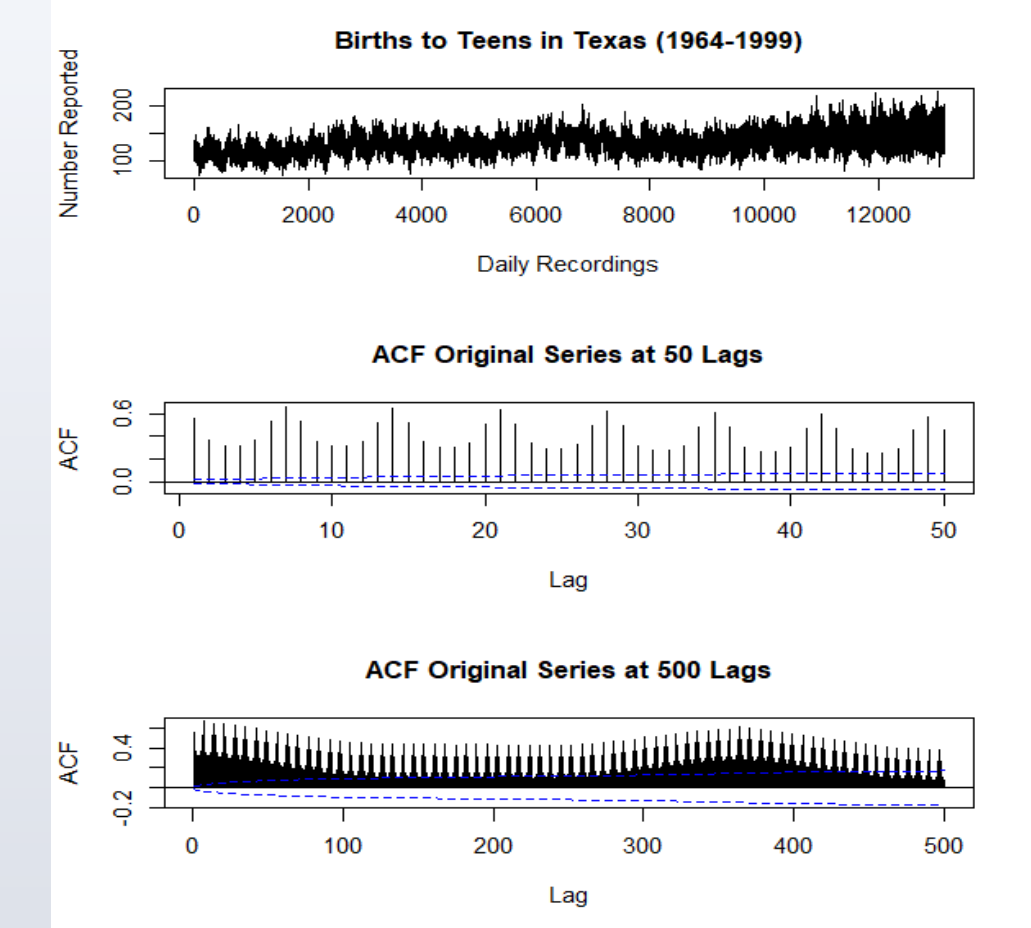 Births to Teens in Texas (1964-1999)
Number Reported
200
100
0 2000 4000 6000 8000 10000 12000
Daily Recordings
ACF Original Series at 50 Lags
ACF
0.6
0.0
0 10 20 30 40 50
Lag
ACF Original Series at 500 Lags
ACF
0.4
-0.2
0 100 200 300 400 500
Lag